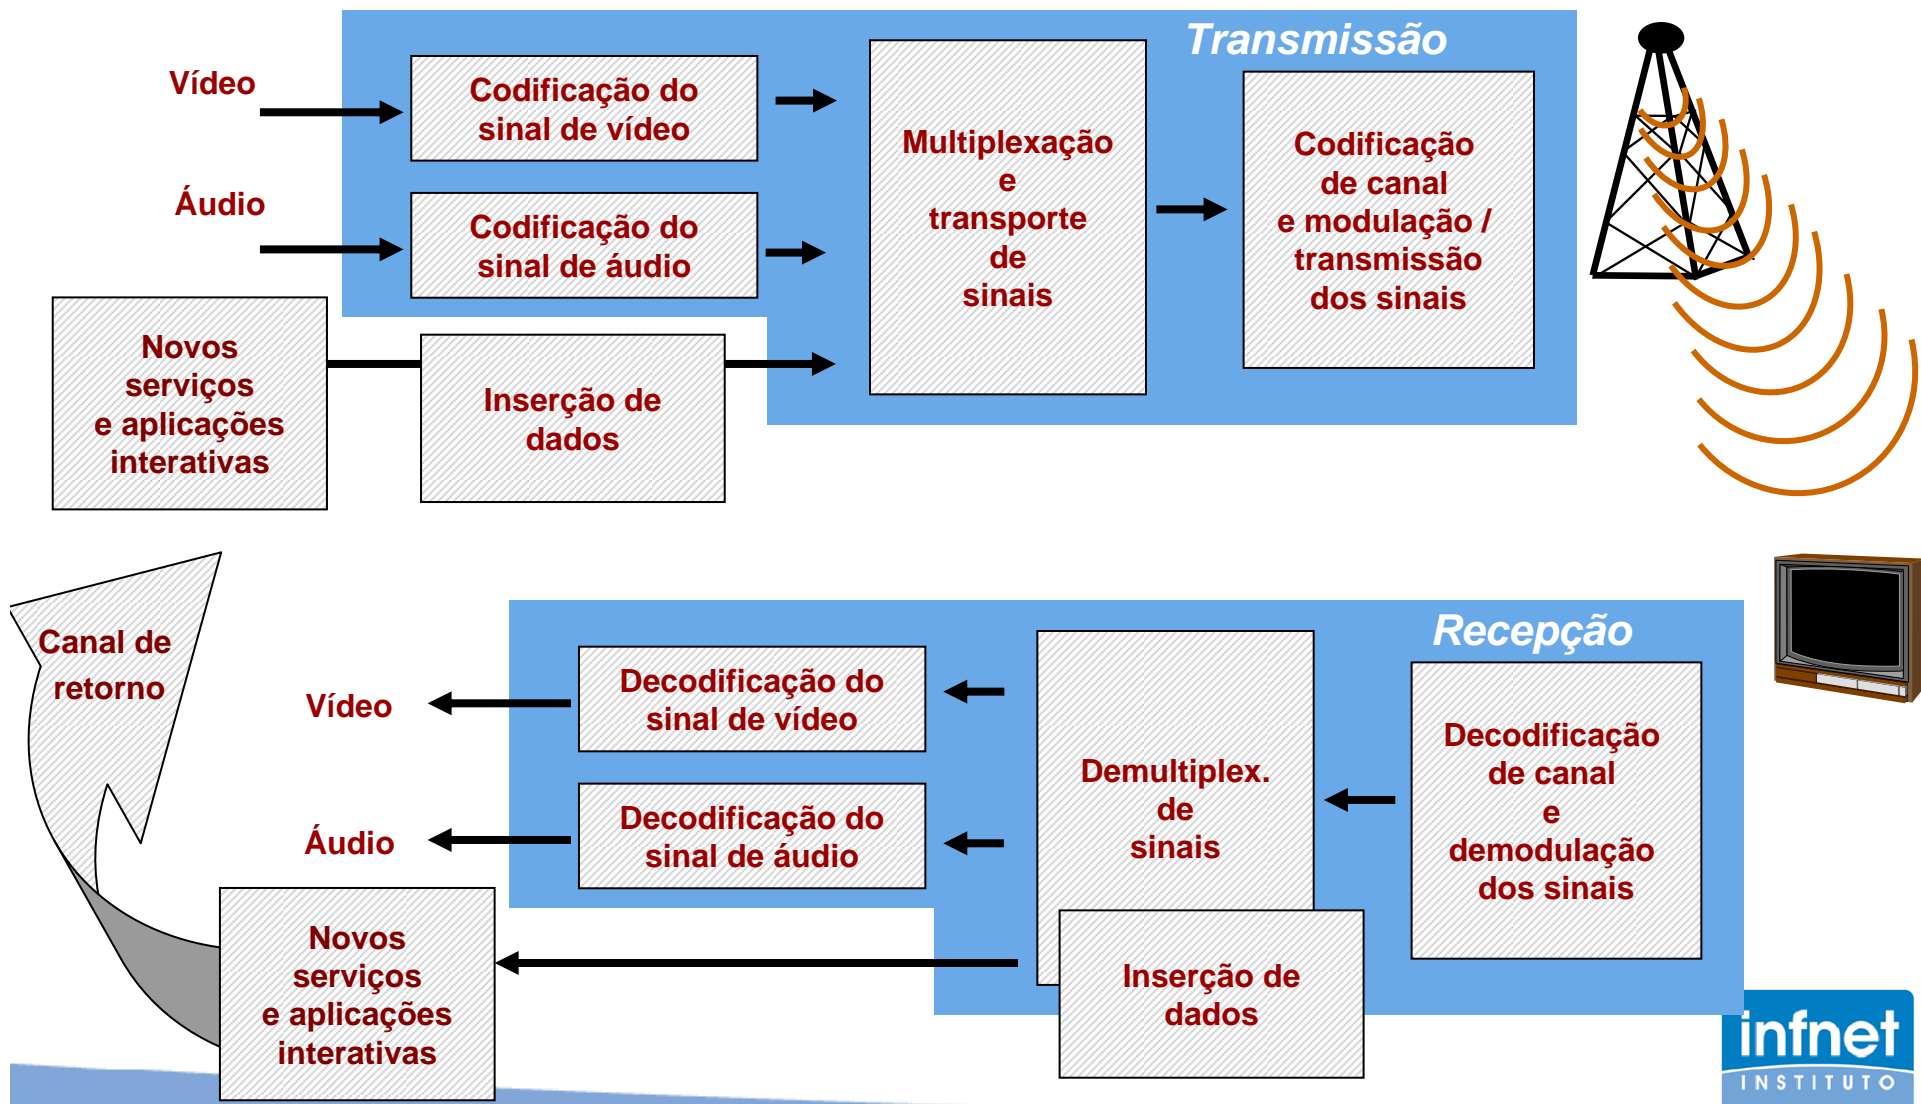 Transmissão
Vídeo
Codificação do
sinal de vídeo
Áudio
Codificação do
sinal de áudio
Novos
serviços
e aplicações
interativas
Inserção de
dados
Multiplexação
e
transporte
de
sinais
Codificação
de canal
e modulação /
transmissão
dos sinais
Canal de
retorno
Recepção
Vídeo
Decodificação do
sinal de vídeo
Áudio
Decodificação do
sinal de áudio
Novos
serviços
e aplicações
interativas
Demultiplex.
de
sinais
Inserção de
dados
Decodificação
de canal
e
demodulação
dos sinais
infnet
INSTITUTO